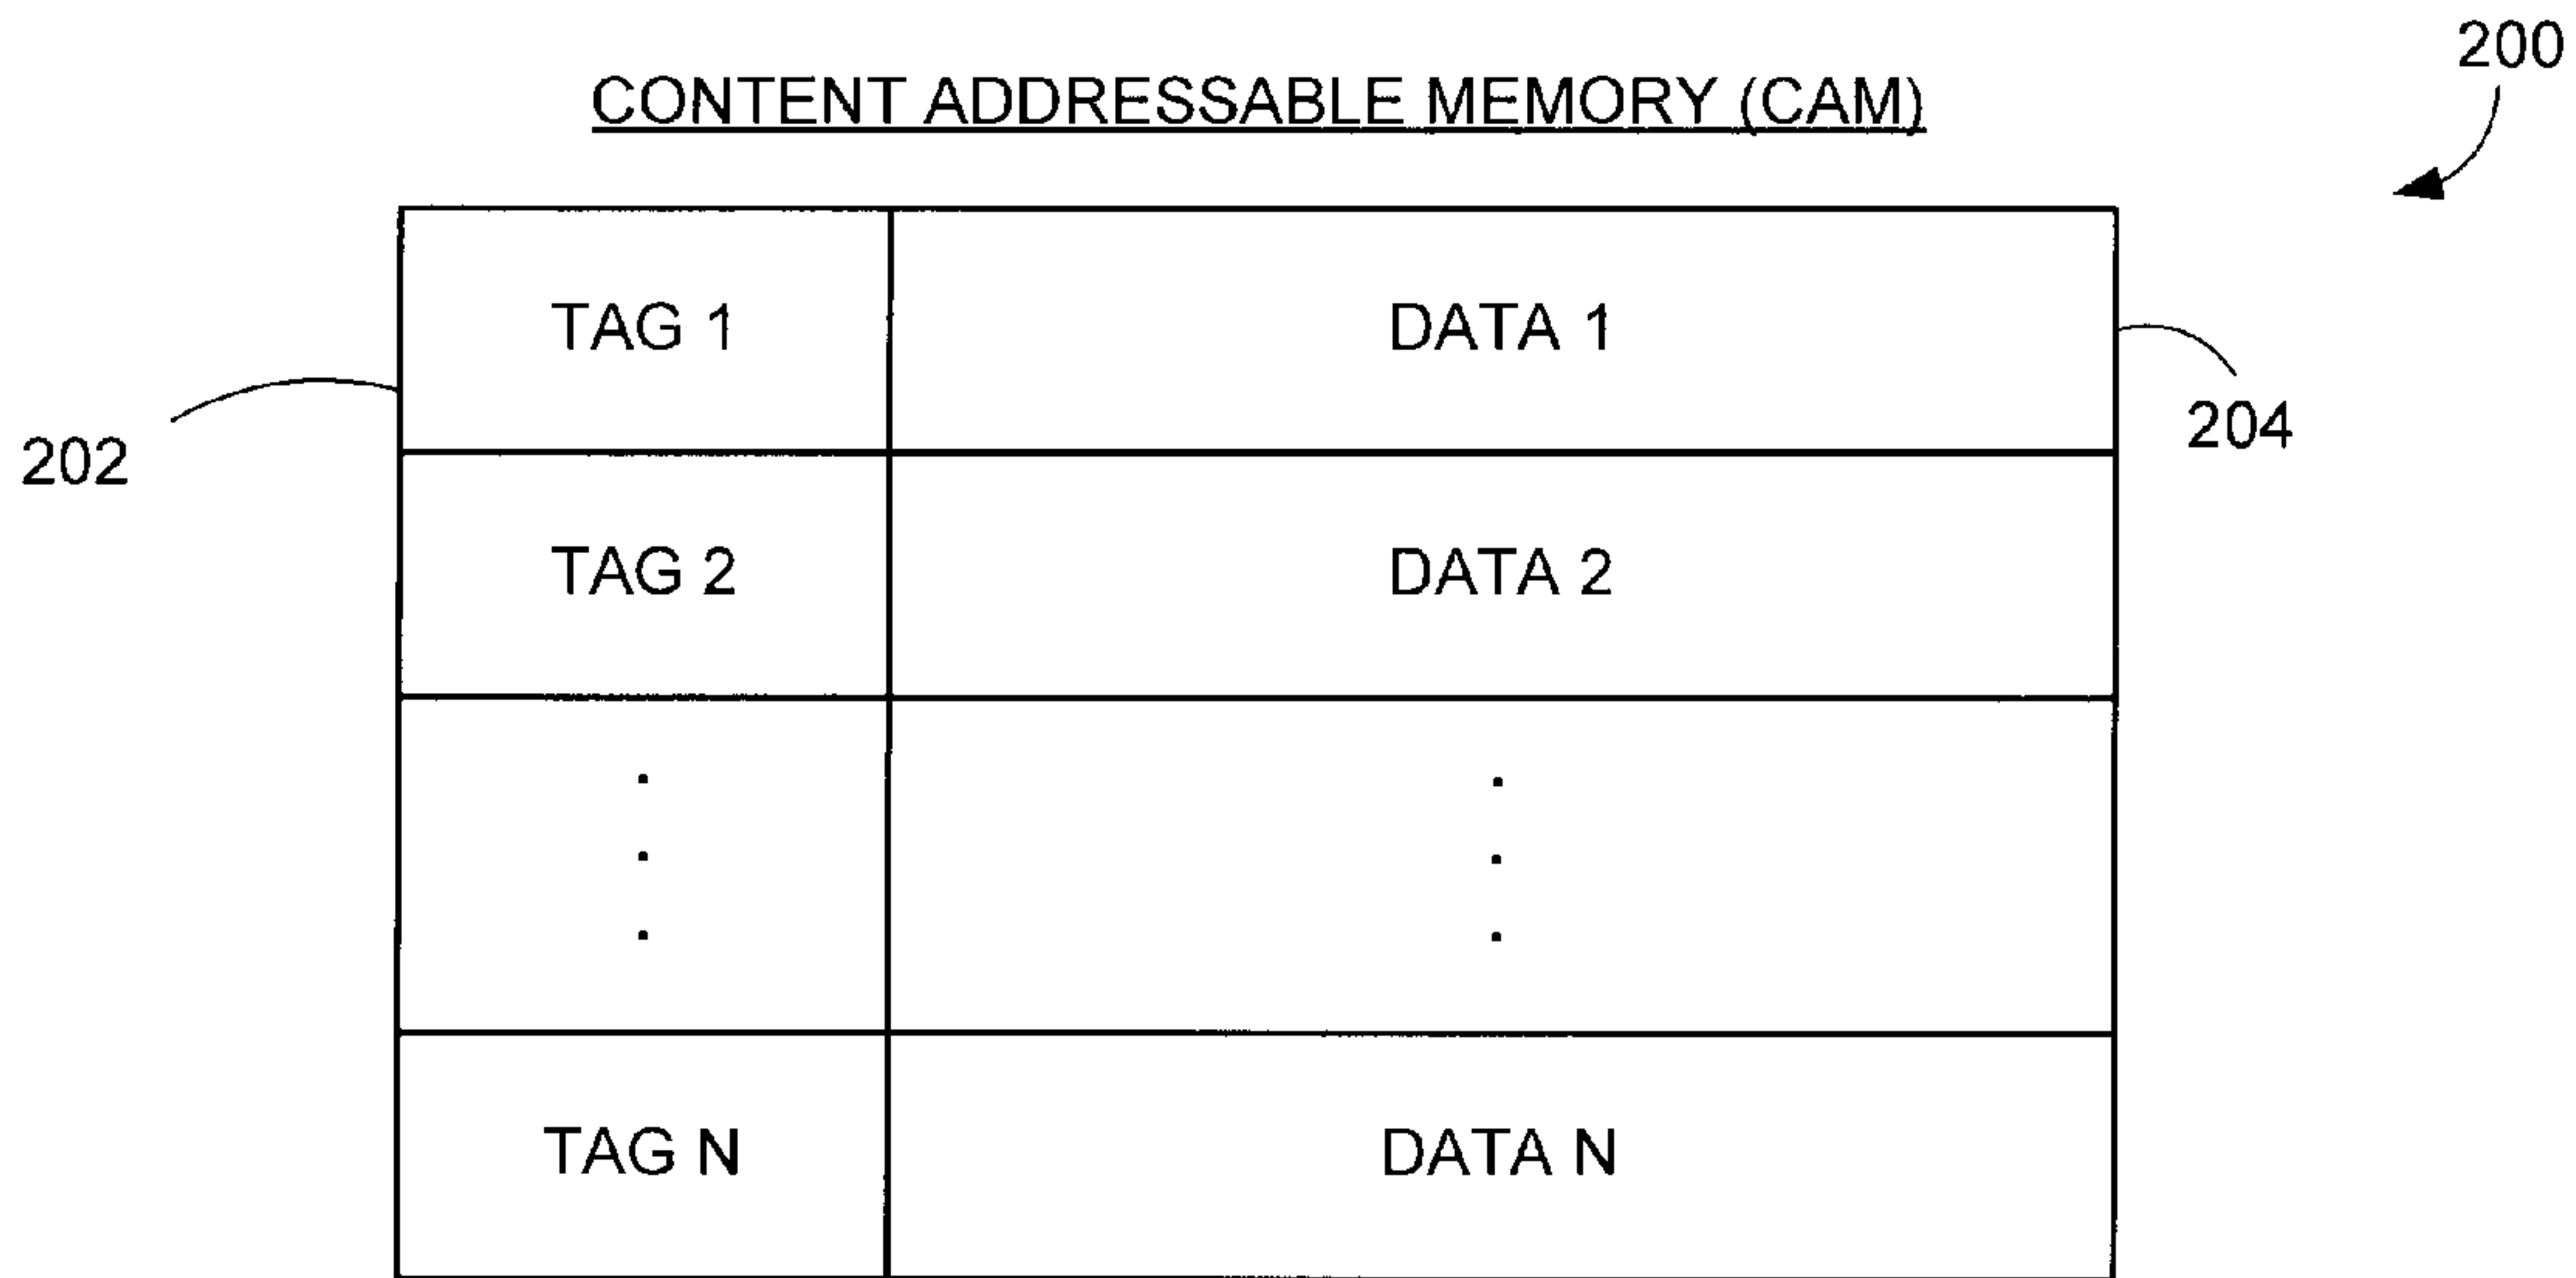 200
CONTENT ADDRESSABLE MEMORY (CAM)
TAG 1 DATA 1
204
202
TAG 2 DATA 2
TAG N DATA N